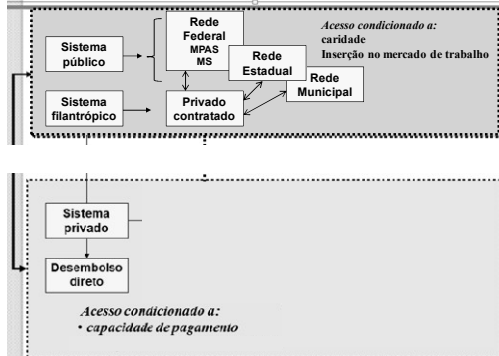 Sistema
público
Rede
Federal
MPAS
MS
Rede
Estadual
Rede
Municipal
Acesso condicionado a:
caridade
Inserção no mercado de trabalho
Sistema
filantrópico
Privado
contratado
Sistema
privado
Desembolso
direto
Acesso condicionado a:
• capacidade de pagamento